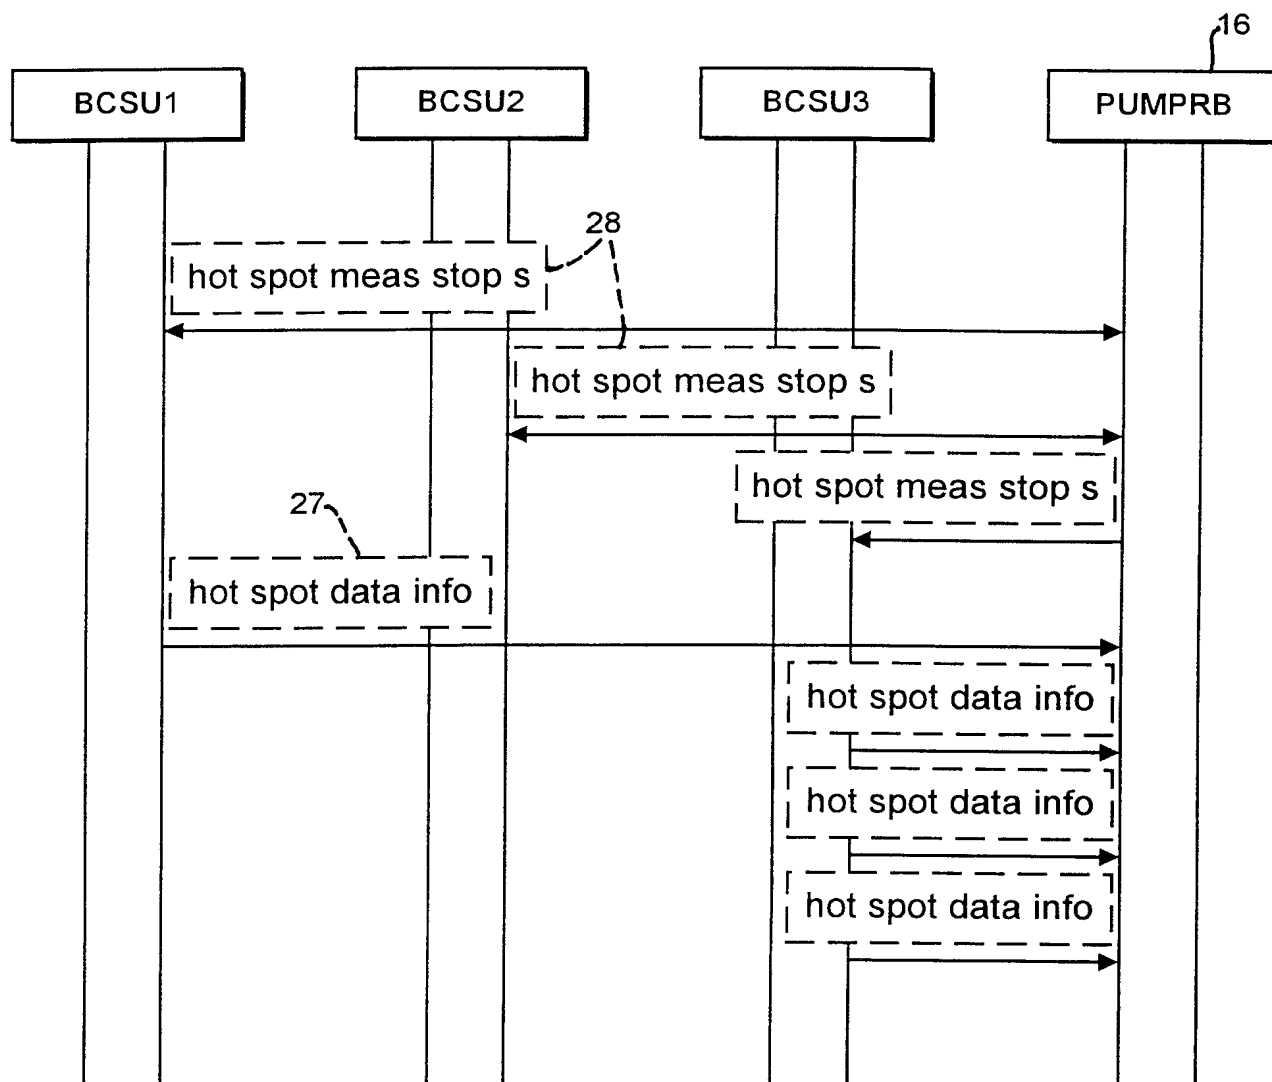 16
BCSU1
BCSU2
BCSU3
PUMPRB
28
hot spot meas stop s
hot spot meas stop s
hot spot meas stop s
27
hot spot data info
hot spot data info
hot spot data info
hot spot data info